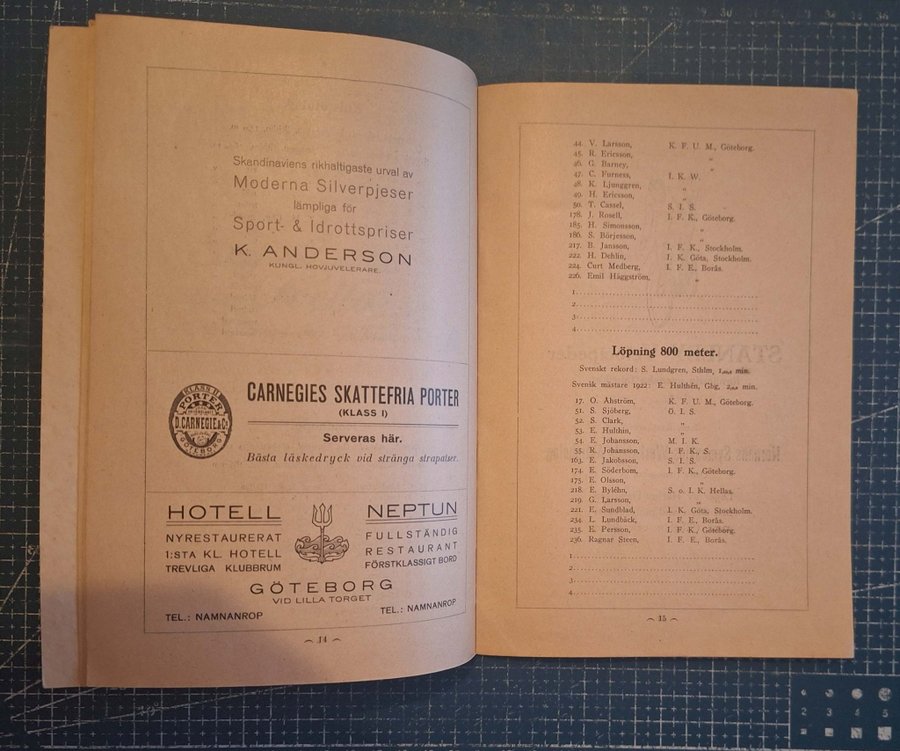 Skandinaviens rikhaltigaste urval av
Moderna Silverpjeser
lämpliga för
Sport- & Idrottspriser
K. ANDERSON
KUNGL. HOVJUVELERARE.
KLASS II
PORTER
D. CARNEGIE & Co
GÖTEBORG
CARNEGIES SKATTEFRIA PORTER
(KLASS I)
Serveras här.
Bästa läskedryck vid stränga strapatser.
HOTELL NEPTUN
NYRESTAURERAT
1:STA KL. HOTELL
TREVLIGA KLUBBRUM
FULLSTÄNDIG
RESTAURANT
FÖRSTKLASSIGT BORD
GÖTEBORG
VID LILLA TORGET
TEL.: NAMNANROP TEL.: NAMNANROP
14
44. V. Larsson, K. F. U. M., Göteborg.
45. R. Ericsson, „
46. G. Barney, „
47. C. Furness, I. K. W.
48. K. Ljunggren, „
49. H. Ericsson, „
50. T. Cassel, S. I. S.
178. J. Rosell, I. F. K., Göteborg.
185. H. Simonsson, „
186. S. Börjesson, „
217. B. Jansson, I. F. K., Stockholm.
222. H. Dehlin, I. K. Göta, Stockholm.
224. Curt Medberg, I. F. E., Borås.
226. Emil Häggström, „
1.
2.
3.
4.
Löpning 800 meter.
Svenskt rekord: S. Lundgren, Sthlm, min.
Svensk mästare 1922: E. Hulthén, Gbg, min.
17. O. Åhström, K. F. U. M., Göteborg.
51. S. Sjöberg, Ö. I. S.
52. S. Clark, „
53. E. Hulthin, „
54. E. Johansson, M. I. K.
55. R. Johansson, I. F. K., S.
163. E. Jakobsson, S. I. S.
174. E. Söderbom, I. F. K., Göteborg.
175. E. Olsson, „
218. E. Byléhn, S. o. I. K. Hellas.
219. G. Larsson, „
221. E. Sundblad, I. K. Göta, Stockholm.
234. L. Lundbäck, I. F. E., Borås.
235. E. Persson, I. F. K., Göteborg.
236. Ragnar Steen, I. F. E., Borås.
1.
2.
3.
4.
15